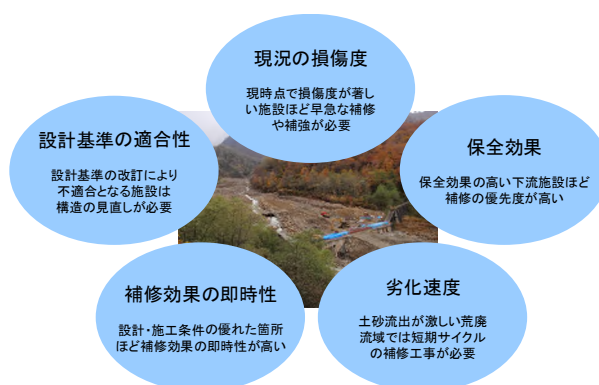 現況の損傷度
現時点で損傷度が著し
い施設ほど早急な補修
や補強が必要
設計基準の適合性
設計基準の改訂により
不適合となる施設は
構造の見直しが必要
保全効果
保全効果の高い下流施設ほど
補修の優先度が高い
補修効果の即時性
設計・施工条件の優れた箇所
ほど補修効果の即時性が高い
劣化速度
土砂流出が激しい荒廃
流域では短期サイクル
の補修工事が必要